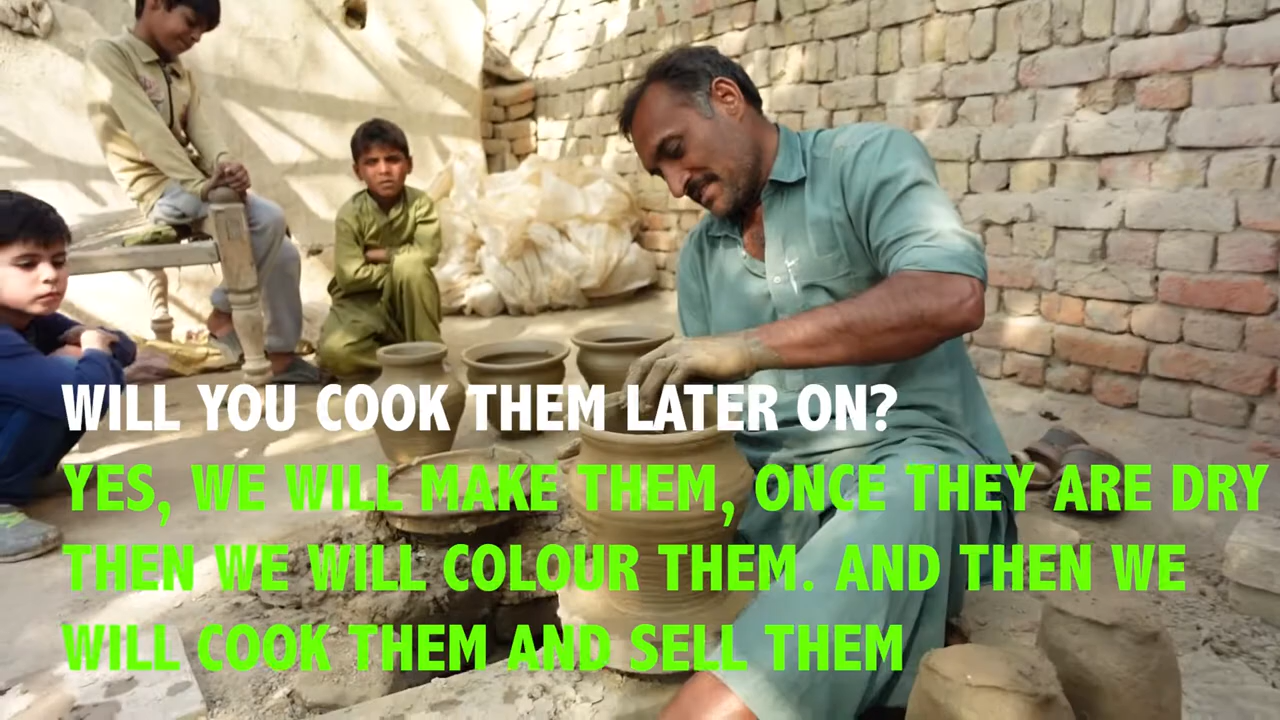 WILL YOU COOK THEM LATER ON?
YES, WE WILL MAKE THEM, ONCE THEY ARE DRY
THEN WE WILL COLOUR THEM. AND THEN WE
WILL COOK THEM AND SELL THEM